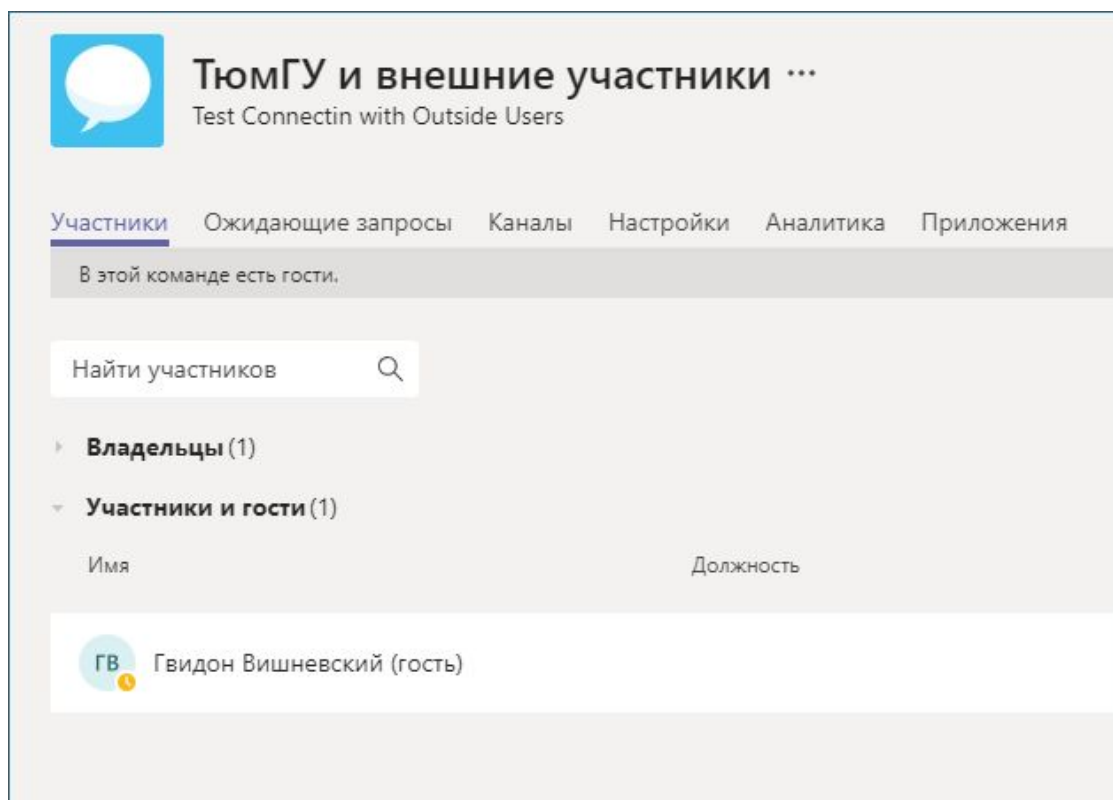 ТюмГУ и внешние участники ...
Test Connectin with Outside Users
Участники Ожидающие запросы Каналы Настройки Аналитика Приложения
В этой команде есть гости.
Найти участников
Владельцы (1)
Участники и гости (1)
Имя Должность
ГВ Гвидон Вишневский (гость)